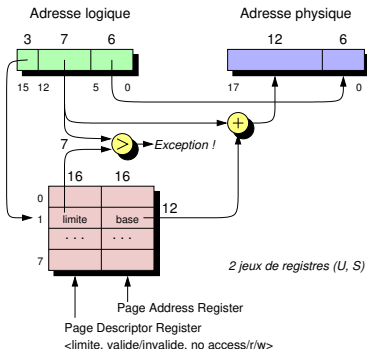 Adresse logique
Adresse physique
3 7 6
12 6
15 12 5 0
17 0
7
>
Exception !
+
16 16
0
1 limite base 12
. . . . . .
7
2 jeux de registres (U, S)
Page Address Register
Page Descriptor Register
<limite, valide/invalide, no access/r/w>